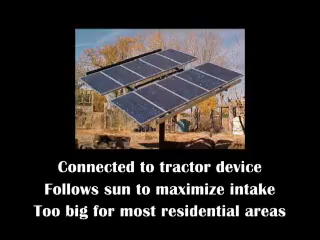 Connected to tractor device
Follows sun to maximize intake
Too big for most residential areas